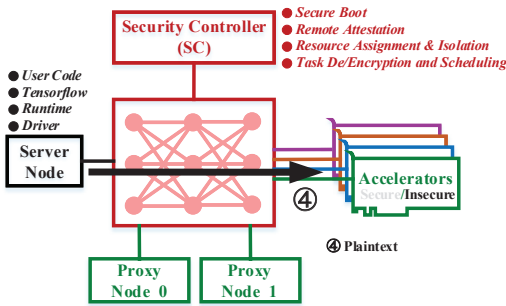 Security Controller
(SC)
● Secure Boot
● Remote Attestation
● Resource Assignment & Isolation
● Task De/Encryption and Scheduling
● User Code
● Tensorflow
● Runtime
● Driver
Server
Node
④
Accelerators
Secure/Insecure
④ Plaintext
Proxy
Node 0
Proxy
Node 1